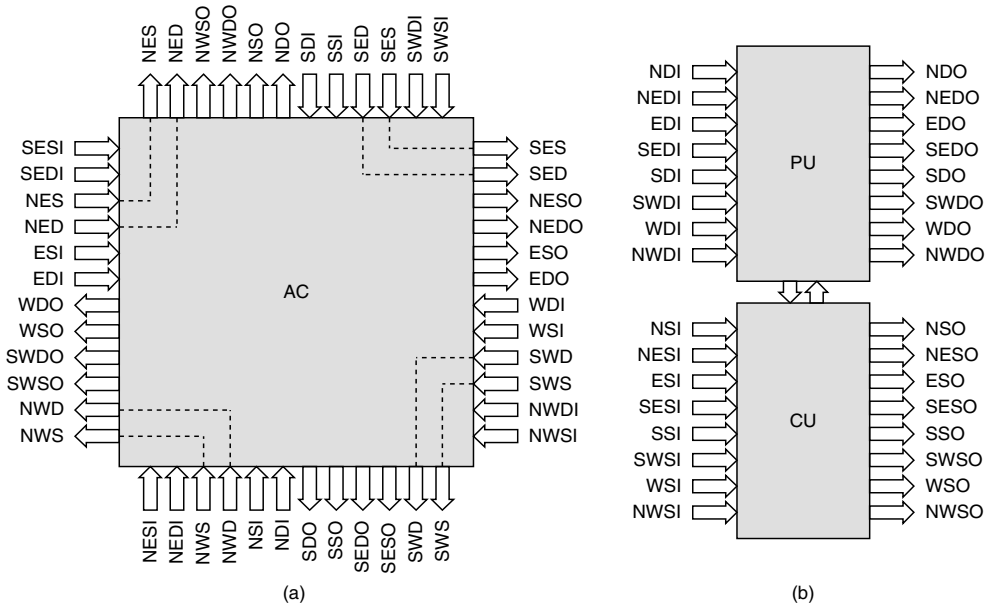 NES
NED
NWSO
NWDO
NSO
NDO
SDI
SSI
SED
SES
SWDI
SWSI
SESI
SEDI
NES
NED
ESI
EDI
WDO
WSO
SWDO
SWSO
NWD
NWS
AC
SES
SED
NESO
NEDO
ESO
EDO
WDI
WSI
SWD
SWS
NWDI
NWSI
NESI
NEDI
NWS
NWD
NSI
NDI
SDO
SSO
SEDO
SESO
SWD
SWS
(a)
NDI
NEDI
EDI
SEDI
SDI
SWDI
WDI
NWDI
PU
NDO
NEDO
EDO
SEDO
SDO
SWDO
WDO
NWDO
NSI
NESI
ESI
SESI
SSI
SWSI
WSI
NWSI
CU
NSO
NESO
ESO
SESO
SSO
SWSO
WSO
NWSO
(b)